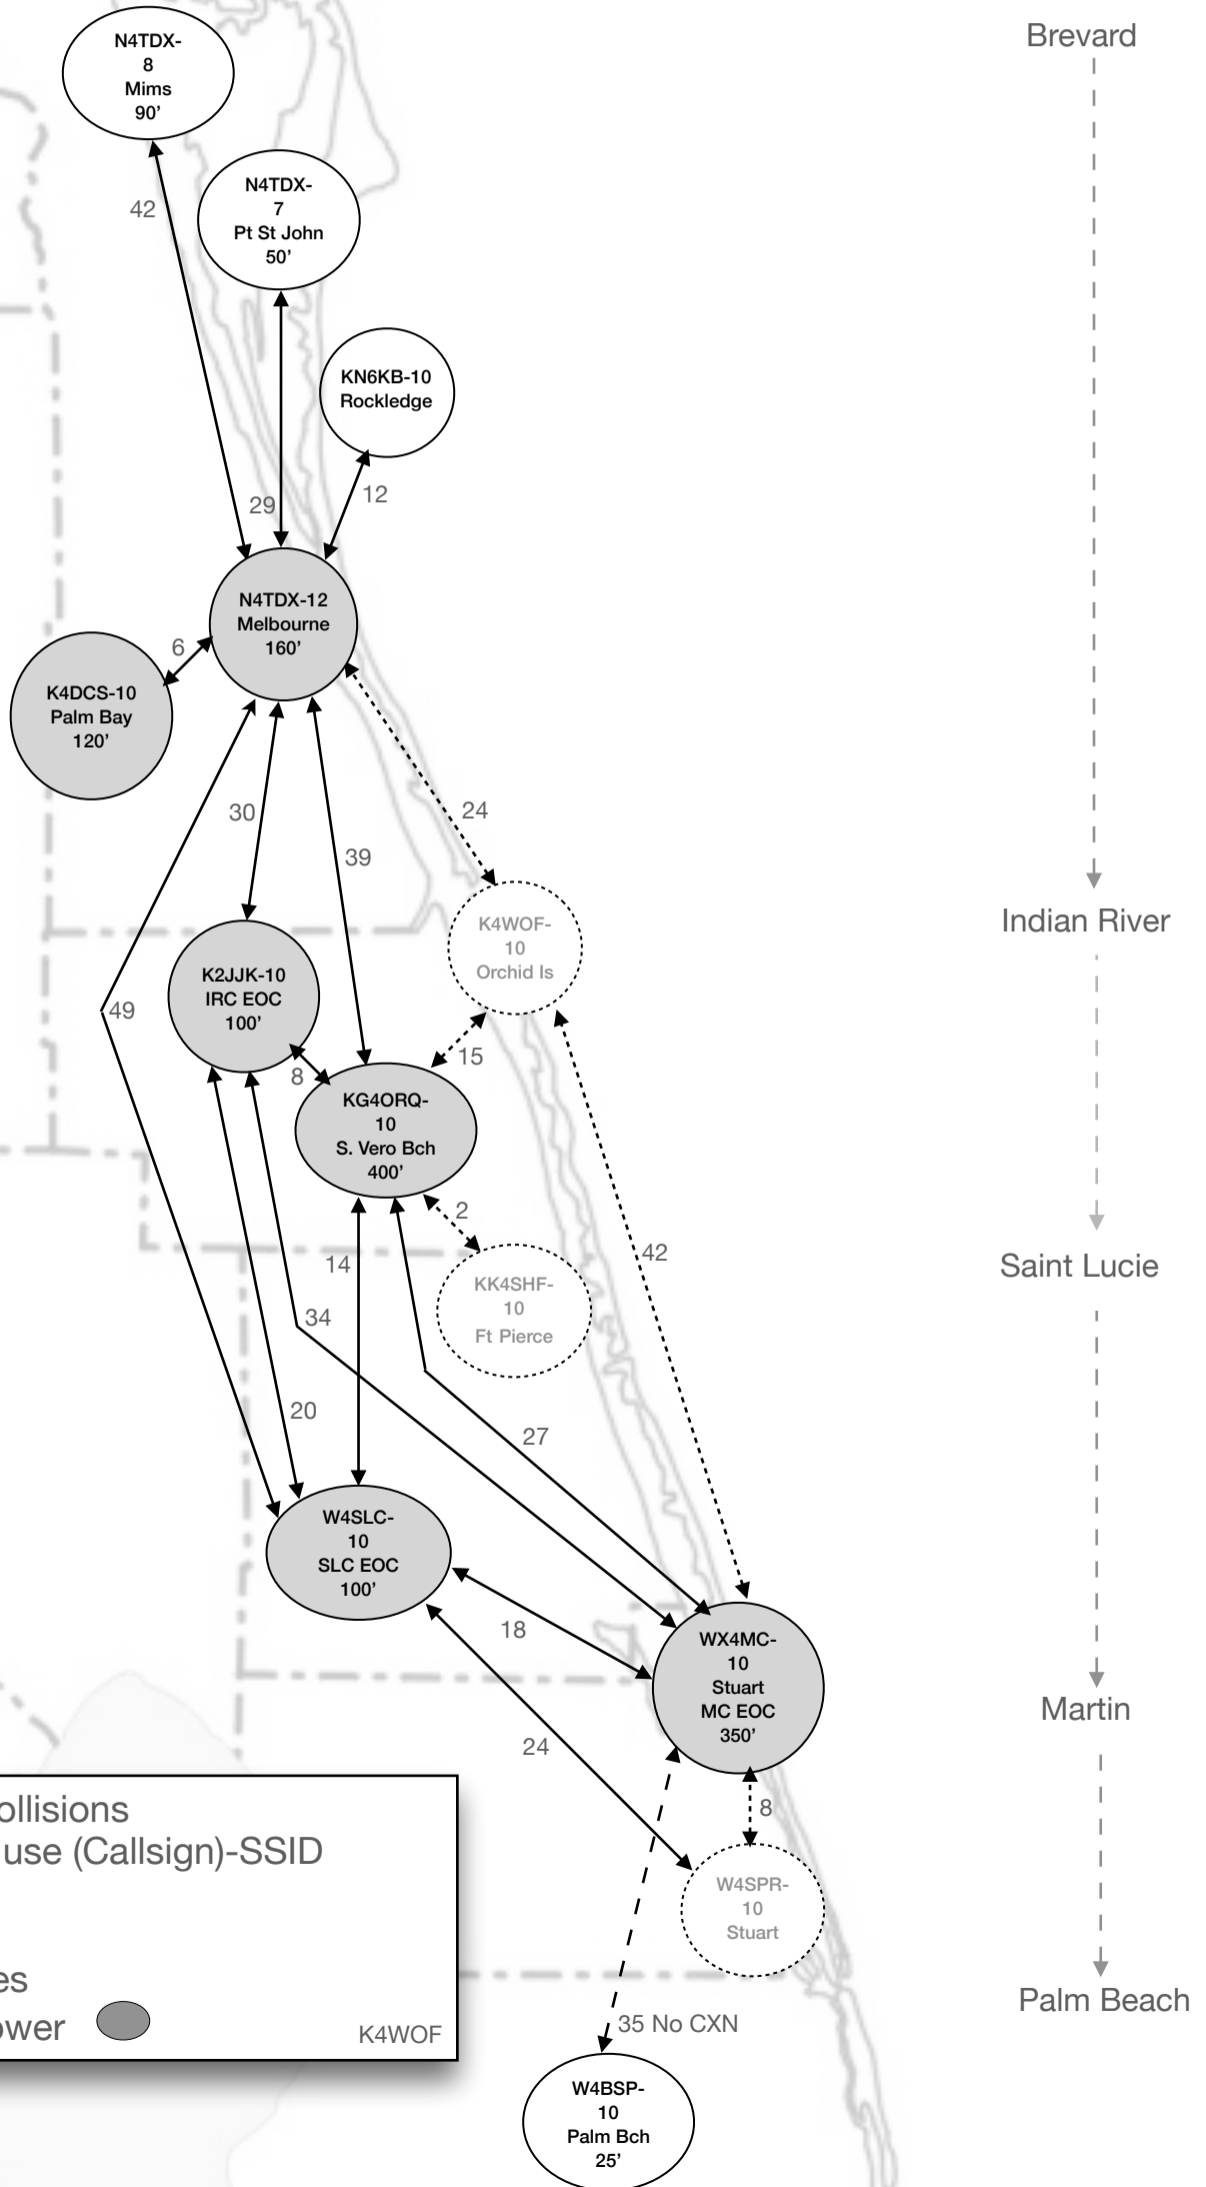 Brevard
N4TDX-
8
Mims
90’
N4TDX-
7
Pt St John
50’
42
KN6KB-10
Rockledge
29
12
N4TDX-12
Melbourne
160’
6
K4DCS-10
Palm Bay
120’
30
24
39
Indian River
K4WOF-
10
Orchid Is
K2JJK-10
IRC EOC
100’
49
15
8
KG4ORQ-
10
S. Vero Bch
400’
2
14
42
Saint Lucie
KK4SHF-
10
Ft Pierce
34
20
27
W4SLC-
10
SLC EOC
100’
18
WX4MC-
10
Stuart
MC EOC
350’
Martin
24
8
ollisions
use (Callsign)-SSID
W4SPR-
10
Stuart
es
ower
K4WOF
Palm Beach
35 No CXN
W4BSP-
10
Palm Bch
25’